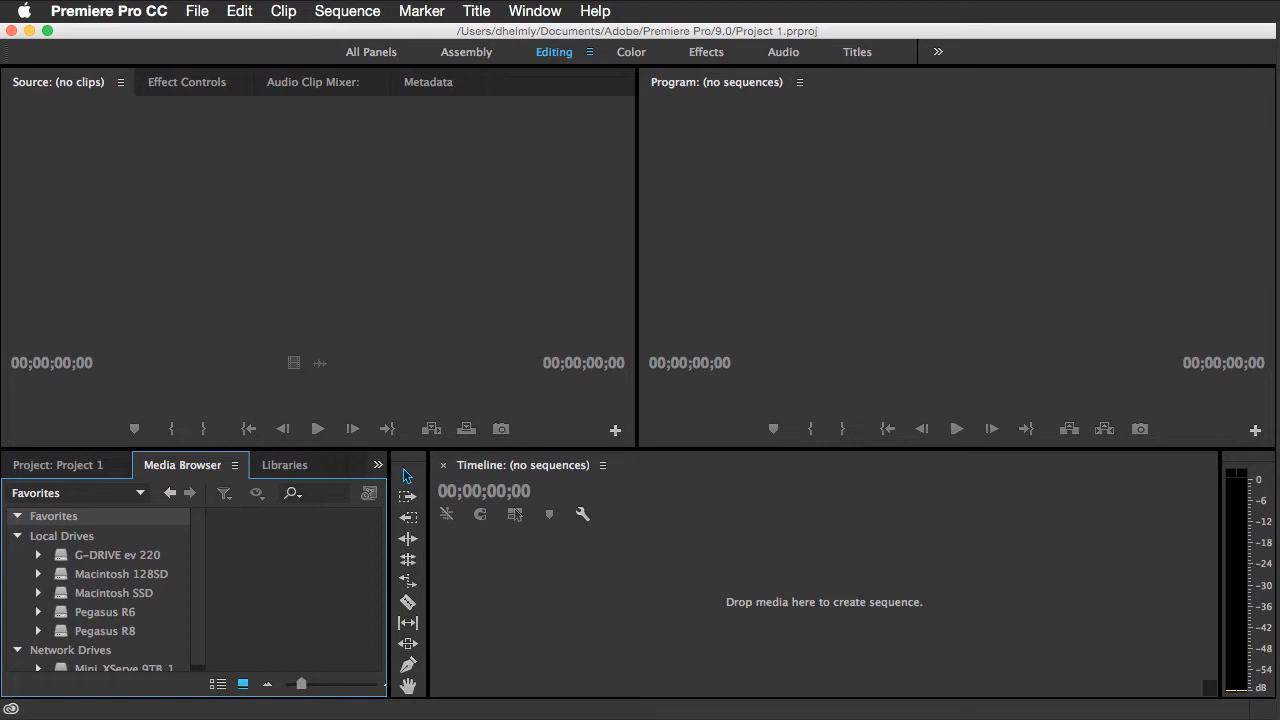 Premiere Pro CC File Edit Clip Sequence Marker Title Window Help
/Users/dhelmly/Documents/Adobe/Premiere Pro/9.0/Project 1.prproj
All Panels Assembly Editing Color Effects Audio Titles
Source: (no clips) Effect Controls Audio Clip Mixer: Metadata
Program: (no sequences)
00;00;00;00 00;00;00;00
00;00;00;00 00;00;00;00
Project: Project 1 Media Browser Libraries
Favorites
Favorites
Local Drives
G-DRIVE ev 220
Macintosh 128SD
Macintosh SSD
Pegasus R6
Pegasus R8
Network Drives
Mini_XServe_9TB_1
Timeline: (no sequences)
00;00;00;00
Drop media here to create sequence.
0
-6
-12
-18
-24
-30
-36
-42
-48
-54
dB